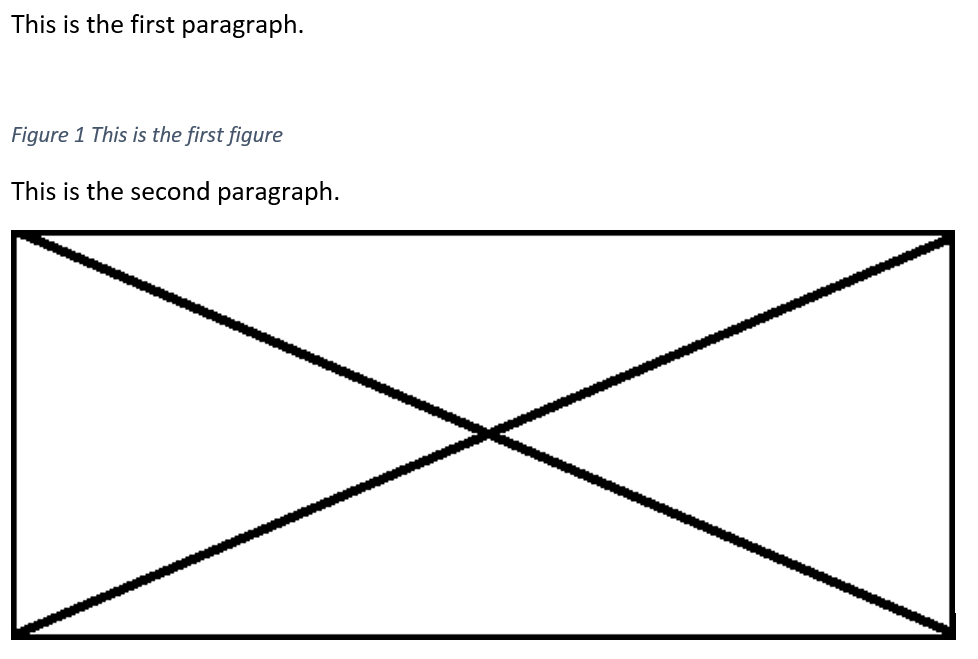 This is the first paragraph.
Figure 1 This is the first figure
This is the second paragraph.